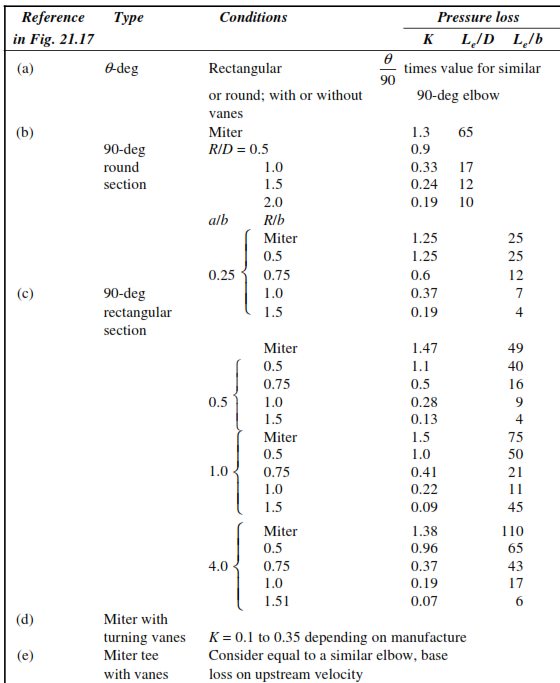 Reference Type Conditions Pressure loss
in Fig. 21.17 K Le/D Le/b
(a) θ-deg Rectangular θ/90 times value for similar
or round; with or without 90-deg elbow
vanes
(b) Miter 1.3 65
90-deg R/D = 0.5 0.9
round 1.0 0.33 17
section 1.5 0.24 12
2.0 0.19 10
a/b R/b
Miter 1.25 25
0.5 1.25 25
0.25 0.75 0.6 12
(c) 90-deg 1.0 0.37 7
rectangular 1.5 0.19 4
section
Miter 1.47 49
0.5 1.1 40
0.75 0.5 16
0.5 1.0 0.28 9
1.5 0.13 4
Miter 1.5 75
0.5 1.0 50
1.0 0.75 0.41 21
1.0 0.22 11
1.5 0.09 45
Miter 1.38 110
0.5 0.96 65
4.0 0.75 0.37 43
1.0 0.19 17
1.51 0.07 6
(d) Miter with
turning vanes K = 0.1 to 0.35 depending on manufacture
(e) Miter tee Consider equal to a similar elbow, base
with vanes loss on upstream velocity